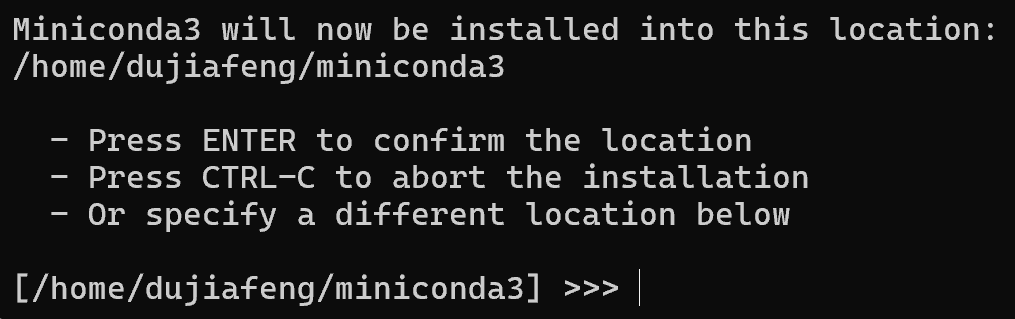 Miniconda3 will now be installed into this location:
/home/dujiafeng/miniconda3
- Press ENTER to confirm the location
- Press CTRL-C to abort the installation
- Or specify a different location below
[/home/dujiafeng/miniconda3] >>>